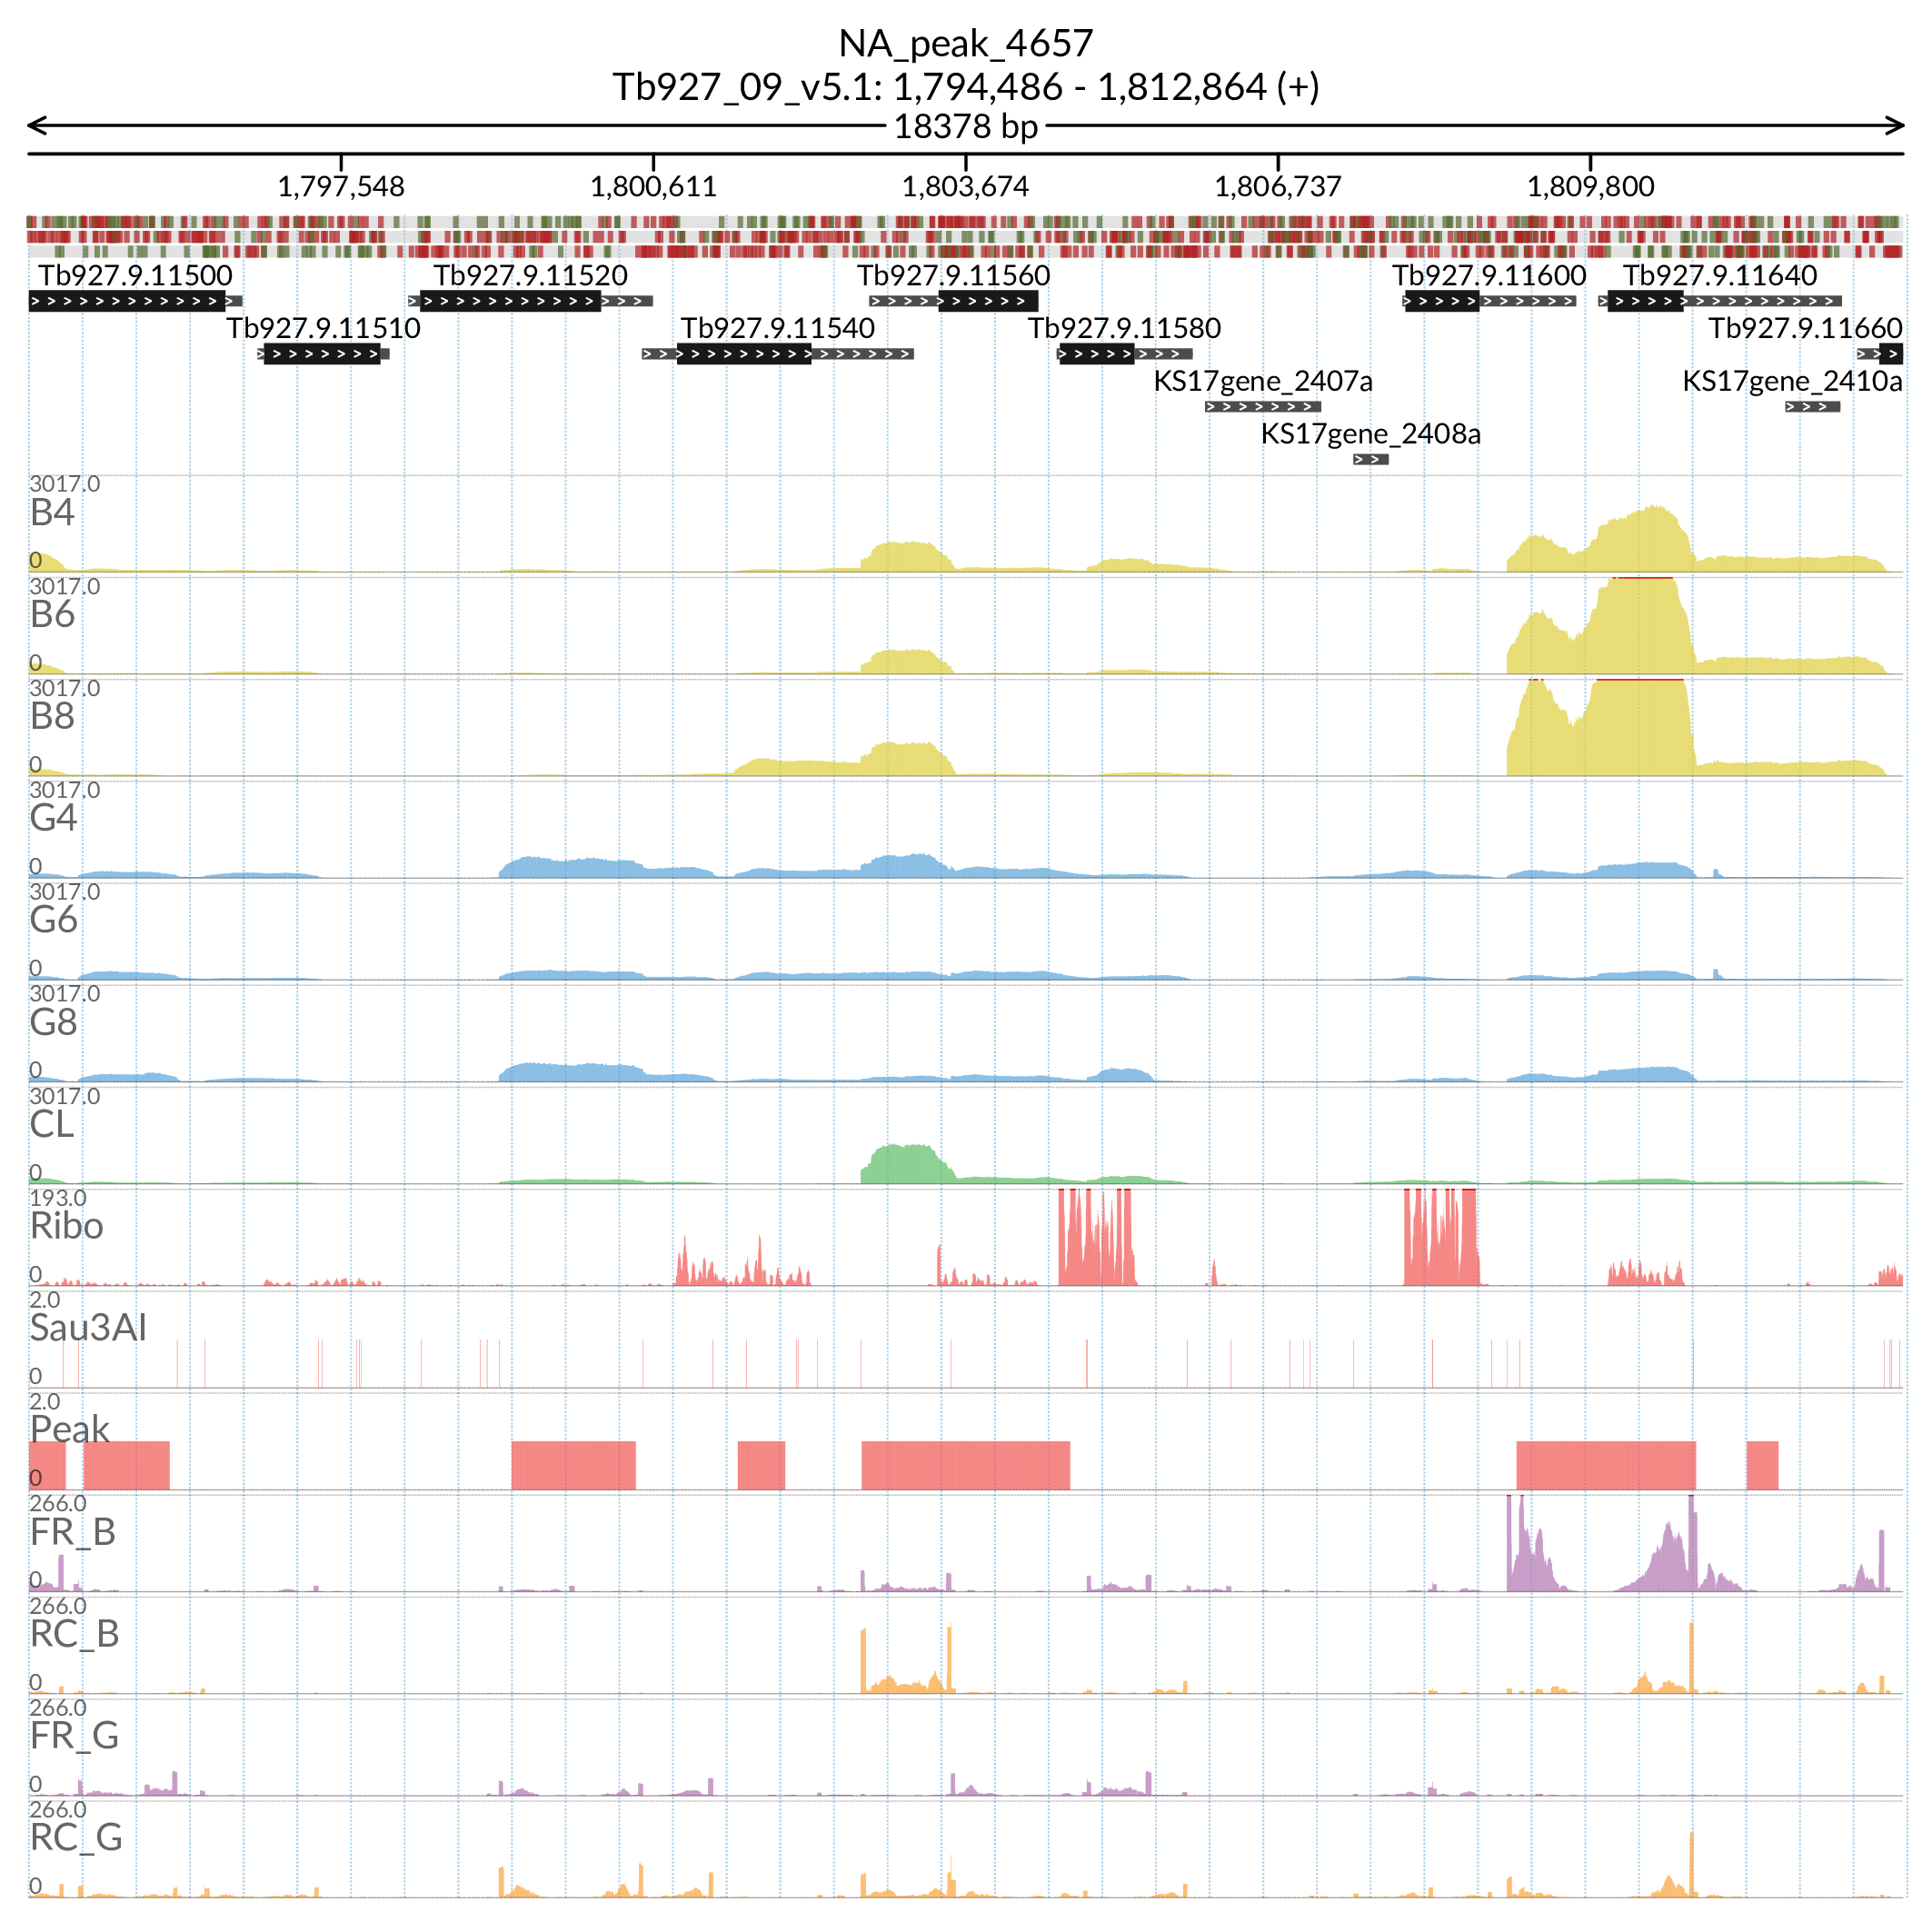 NA_peak_4657
Tb927_09_v5.1: 1,794,486 - 1,812,864 (+)
18378 bp
1,797,548 1,800,611 1,803,674 1,806,737 1,809,800
Tb927.9.11500 Tb927.9.11520 Tb927.9.11560 Tb927.9.11600 Tb927.9.11640
Tb927.9.11510 Tb927.9.11540 Tb927.9.11580 Tb927.9.11660
KS17gene_2407a KS17gene_2410a
KS17gene_2408a
3017.0
B4
0
3017.0
B6
0
3017.0
B8
0
3017.0
G4
0
3017.0
G6
0
3017.0
G8
0
3017.0
CL
0
193.0
Ribo
0
2.0
Sau3AI
0
2.0
Peak
0
266.0
FR_B
0
266.0
RC_B
0
266.0
FR_G
0
266.0
RC_G
0